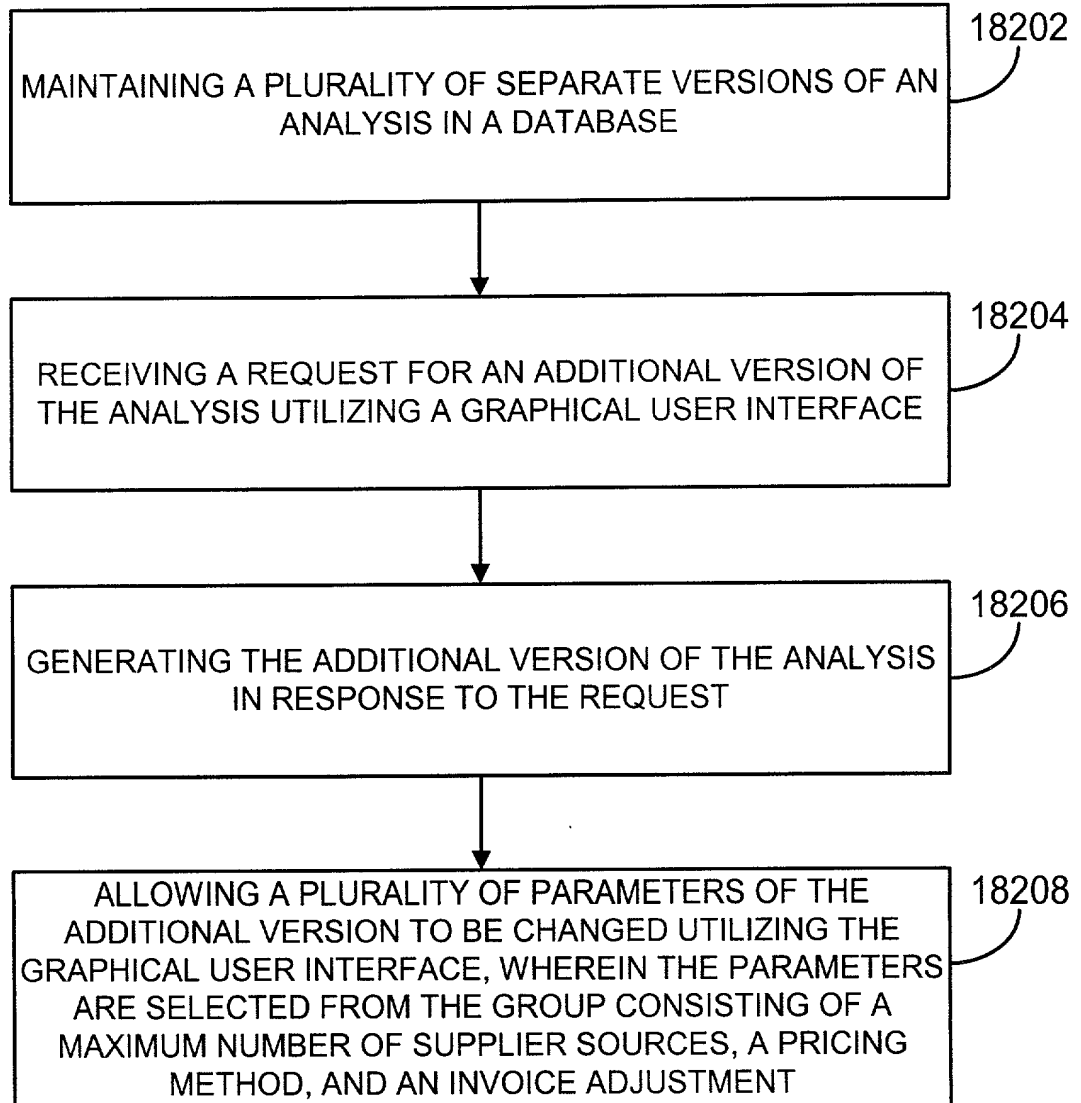 18202
MAINTAINING A PLURALITY OF SEPARATE VERSIONS OF AN
ANALYSIS IN A DATABASE
18204
RECEIVING A REQUEST FOR AN ADDITIONAL VERSION OF
THE ANALYSIS UTILIZING A GRAPHICAL USER INTERFACE
18206
GENERATING THE ADDITIONAL VERSION OF THE ANALYSIS
IN RESPONSE TO THE REQUEST
18208
ALLOWING A PLURALITY OF PARAMETERS OF THE
ADDITIONAL VERSION TO BE CHANGED UTILIZING THE
GRAPHICAL USER INTERFACE, WHEREIN THE PARAMETERS
ARE SELECTED FROM THE GROUP CONSISTING OF A
MAXIMUM NUMBER OF SUPPLIER SOURCES, A PRICING
METHOD, AND AN INVOICE ADJUSTMENT